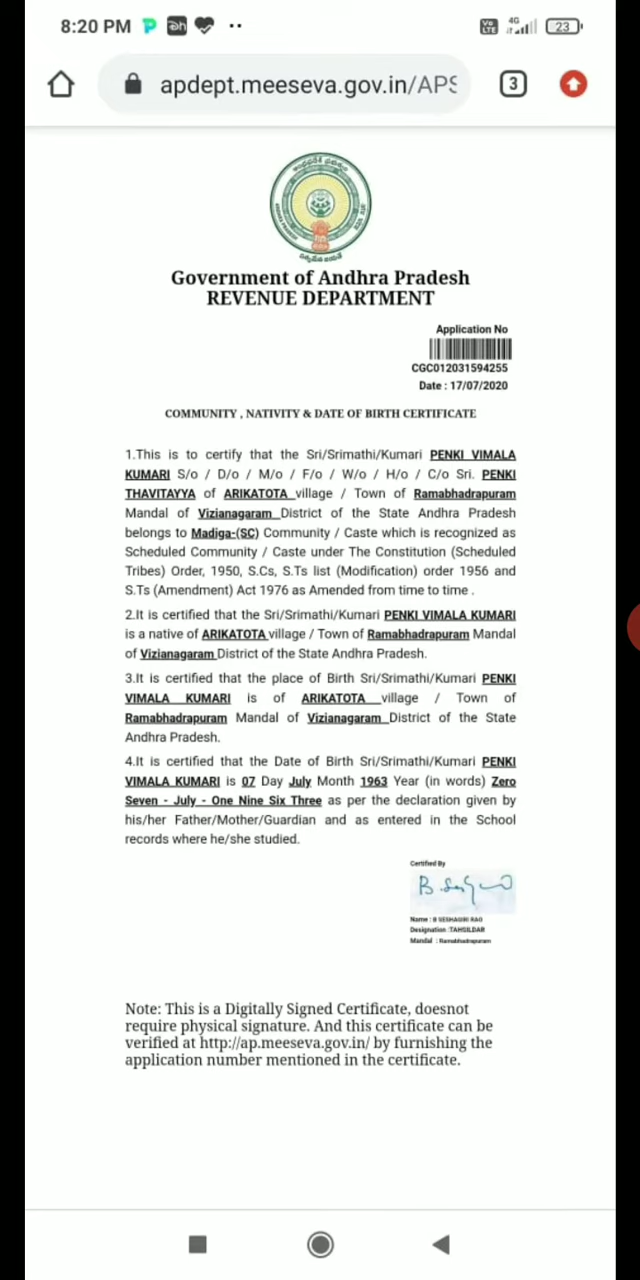 8:20 PM
4G
23
apdept.meeseva.gov.in/APS
3
Government of Andhra Pradesh
REVENUE DEPARTMENT
Application No
CGC012031594255
Date : 17/07/2020
COMMUNITY , NATIVITY & DATE OF BIRTH CERTIFICATE
1.This is to certify that the Sri/Srimathi/Kumari PENKI VIMALA
KUMARI S/o / D/o / M/o / F/o / W/o / H/o / C/o Sri. PENKI
THAVITAYYA of ARIKATOTA village / Town of Ramabhadrapuram
Mandal of Vizianagaram District of the State Andhra Pradesh
belongs to Madiga-(SC) Community / Caste which is recognized as
Scheduled Community / Caste under The Constitution (Scheduled
Tribes) Order, 1950, S.Cs, S.Ts list (Modification) order 1956 and
S.Ts (Amendment) Act 1976 as Amended from time to time .
2.It is certified that the Sri/Srimathi/Kumari PENKI VIMALA KUMARI
is a native of ARIKATOTA village / Town of Ramabhadrapuram Mandal
of Vizianagaram District of the State Andhra Pradesh.
3.It is certified that the place of Birth Sri/Srimathi/Kumari PENKI
VIMALA KUMARI is of ARIKATOTA village / Town of
Ramabhadrapuram Mandal of Vizianagaram District of the State
Andhra Pradesh.
4.It is certified that the Date of Birth Sri/Srimathi/Kumari PENKI
VIMALA KUMARI is 07 Day July Month 1963 Year (in words) Zero
Seven - July - One Nine Six Three as per the declaration given by
his/her Father/Mother/Guardian and as entered in the School
records where he/she studied.
Certified By
Name : B SESHAGIRI RAO
Designation :TAHSILDAR
Mandal : Ramabhadrapuram
Note: This is a Digitally Signed Certificate, doesnot
require physical signature. And this certificate can be
verified at http://ap.meeseva.gov.in/ by furnishing the
application number mentioned in the certificate.